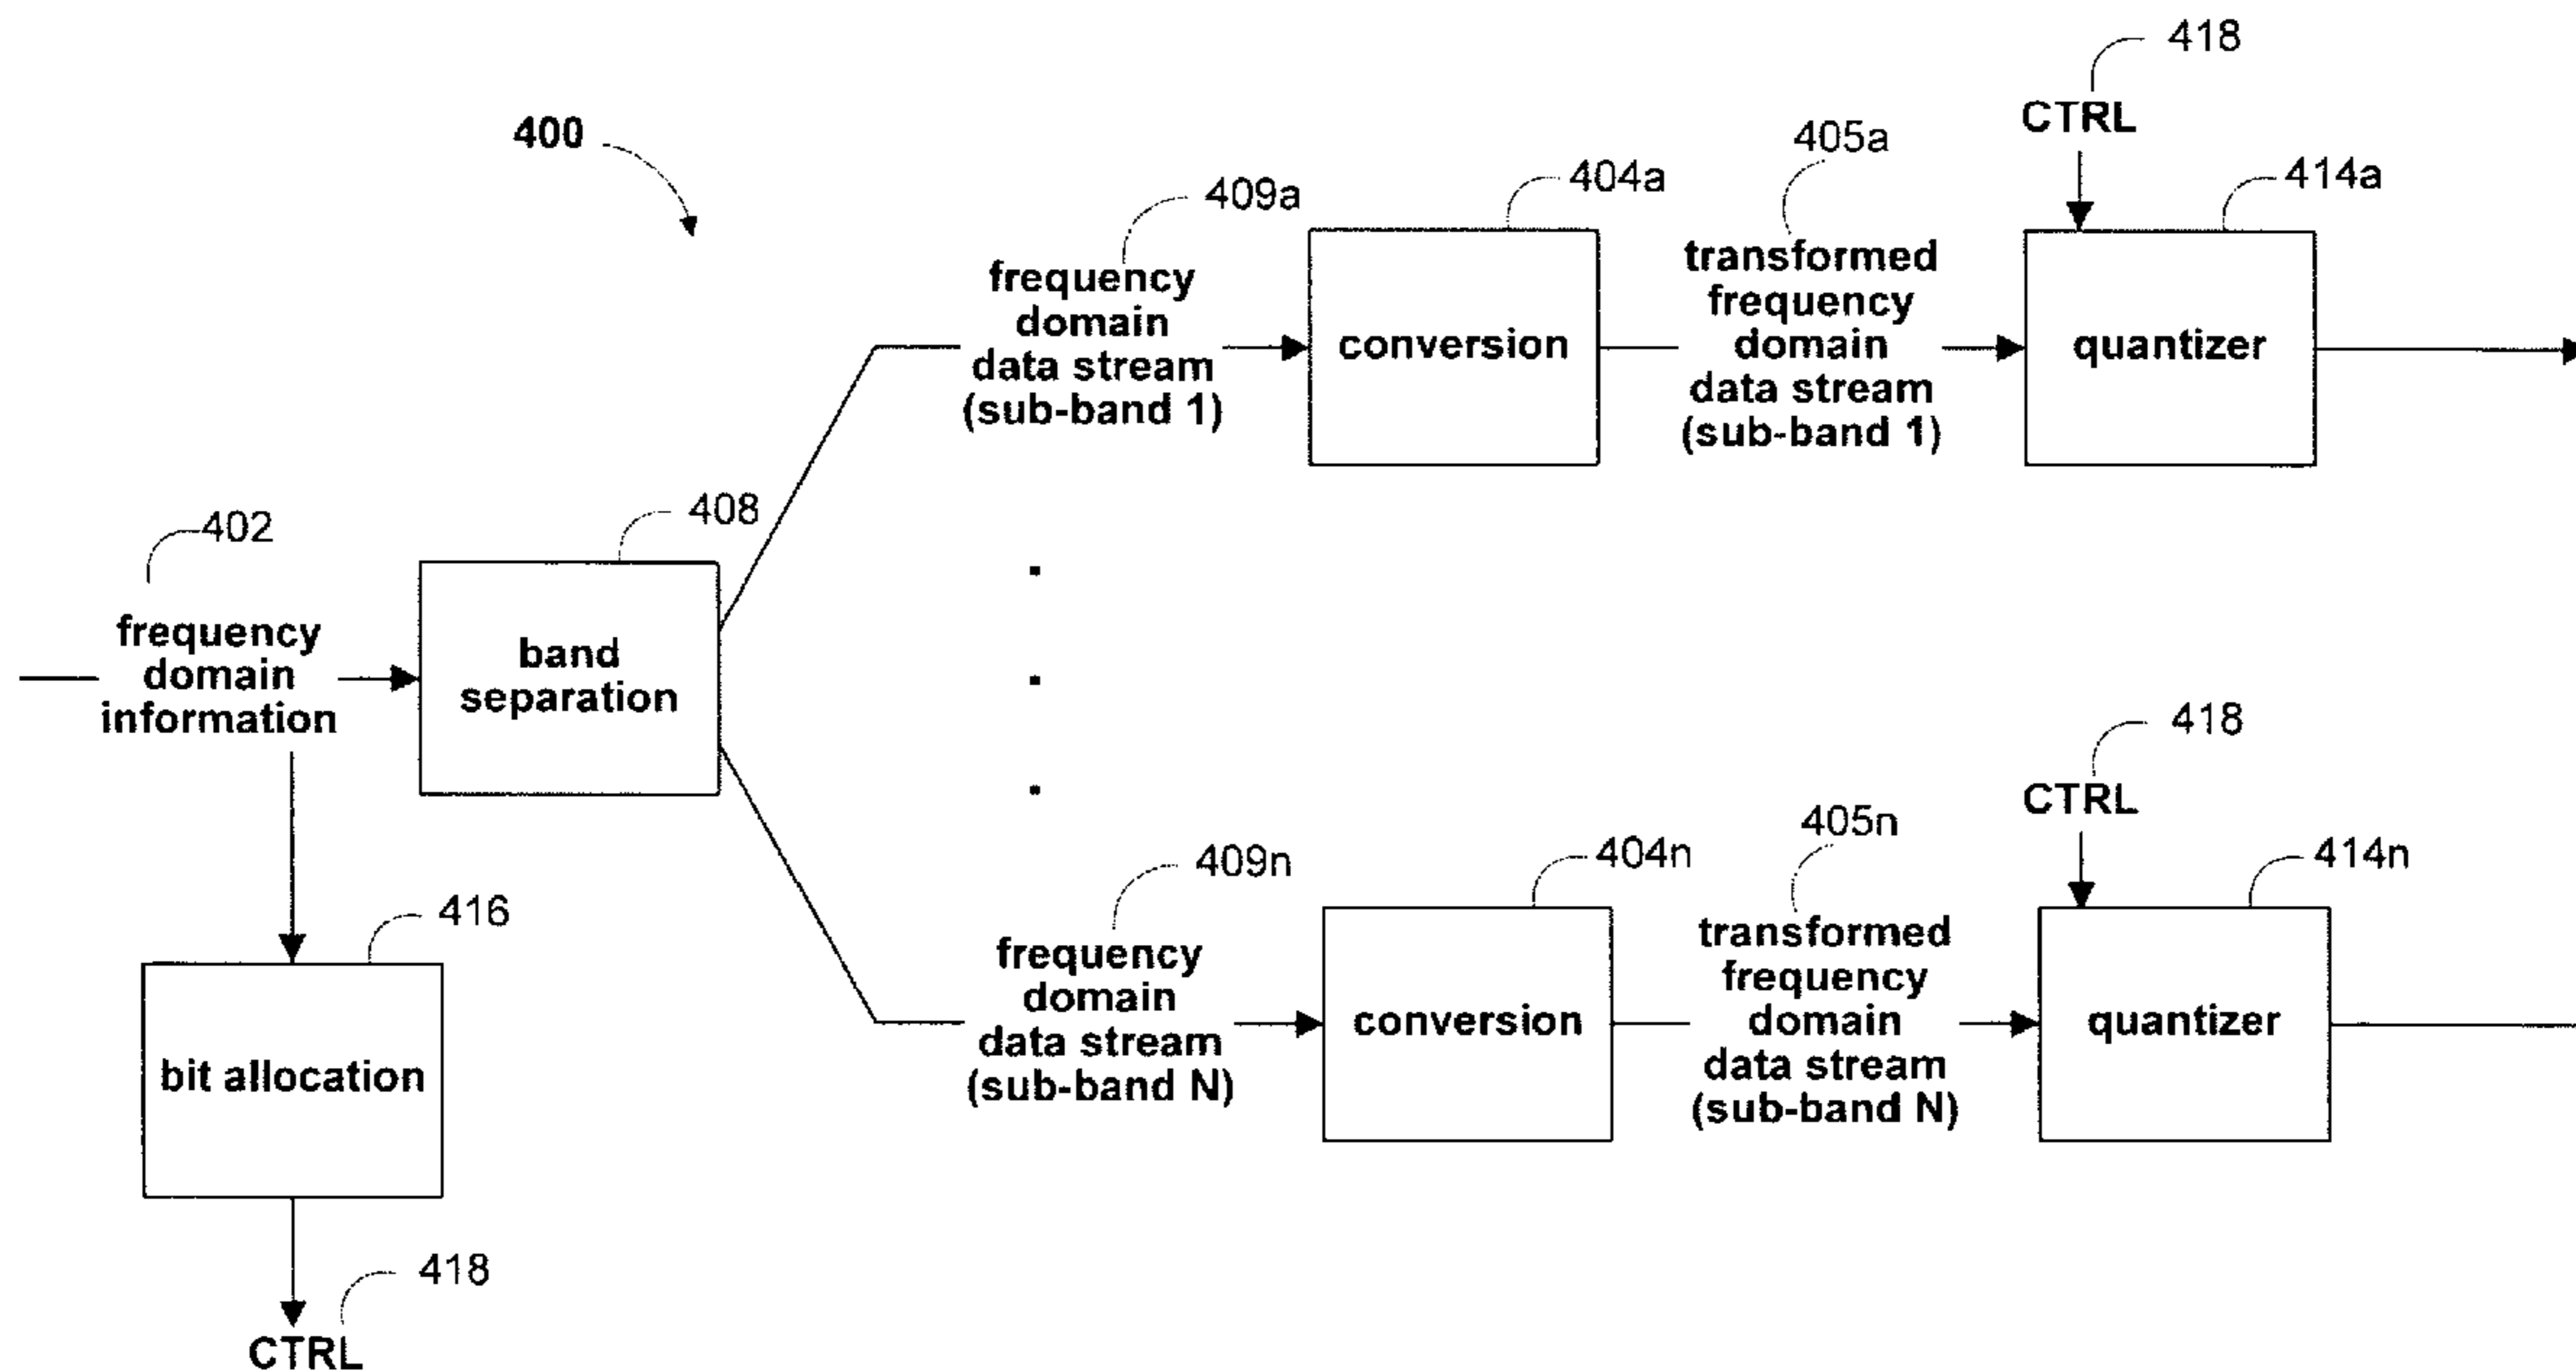 400
418
CTRL
405a
404a
414a
409a
frequency
domain
data stream
(sub-band 1)
conversion
transformed
frequency
domain
data stream
(sub-band 1)
quantizer
402
frequency
domain
information
408
band
separation
.
.
.
418
CTRL
409n
404n
405n
414n
frequency
domain
data stream
(sub-band N)
conversion
transformed
frequency
domain
data stream
(sub-band N)
quantizer
416
bit allocation
418
CTRL